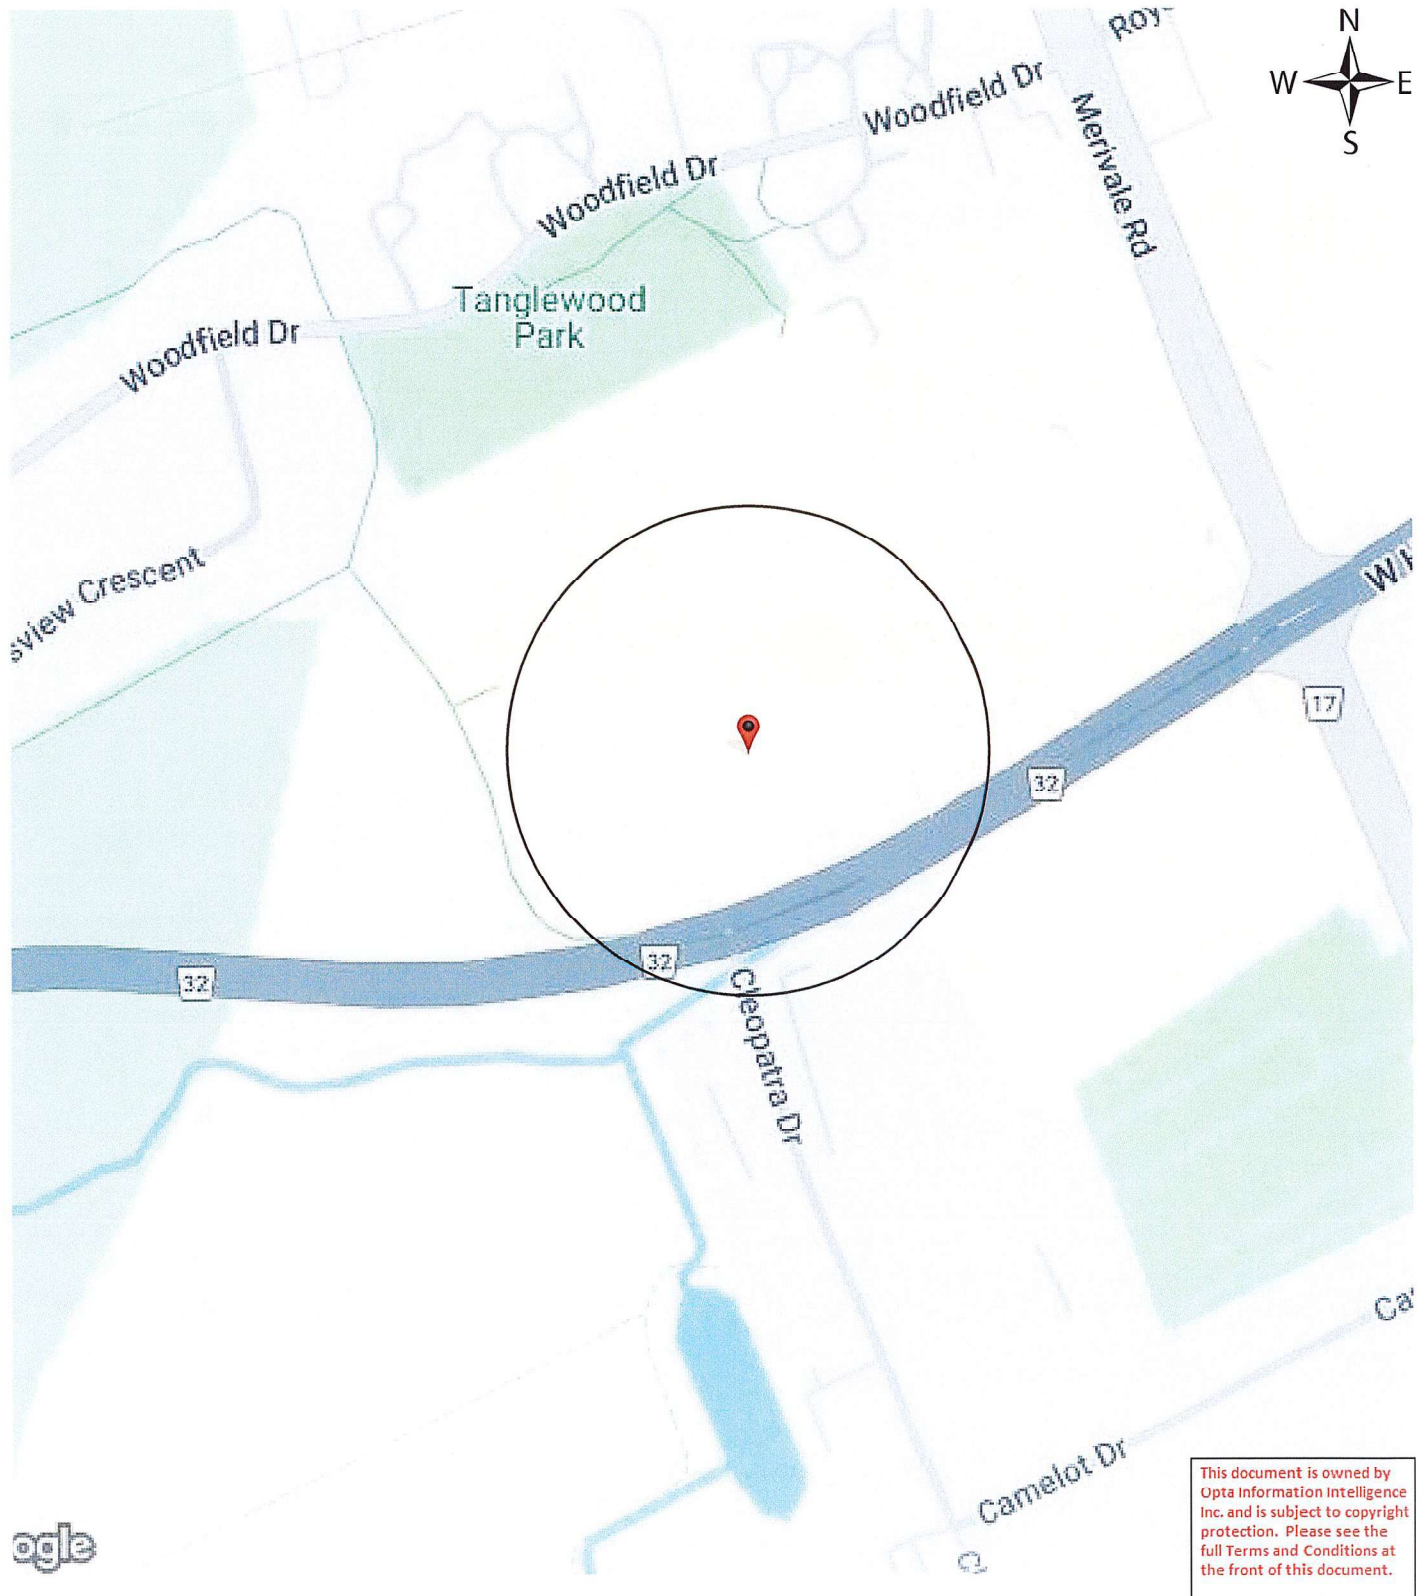 N
W E
S
Woodfield Dr
Merivale Rd
Woodfield Dr
Tanglewood
Park
Woodfield Dr
Crescent
17
32
32
32
Cleopatra Dr
Camelot Dr
This document is owned by
Opta Information Intelligence
Inc. and is subject to copyright
protection. Please see the
full Terms and Conditions at
the front of this document.